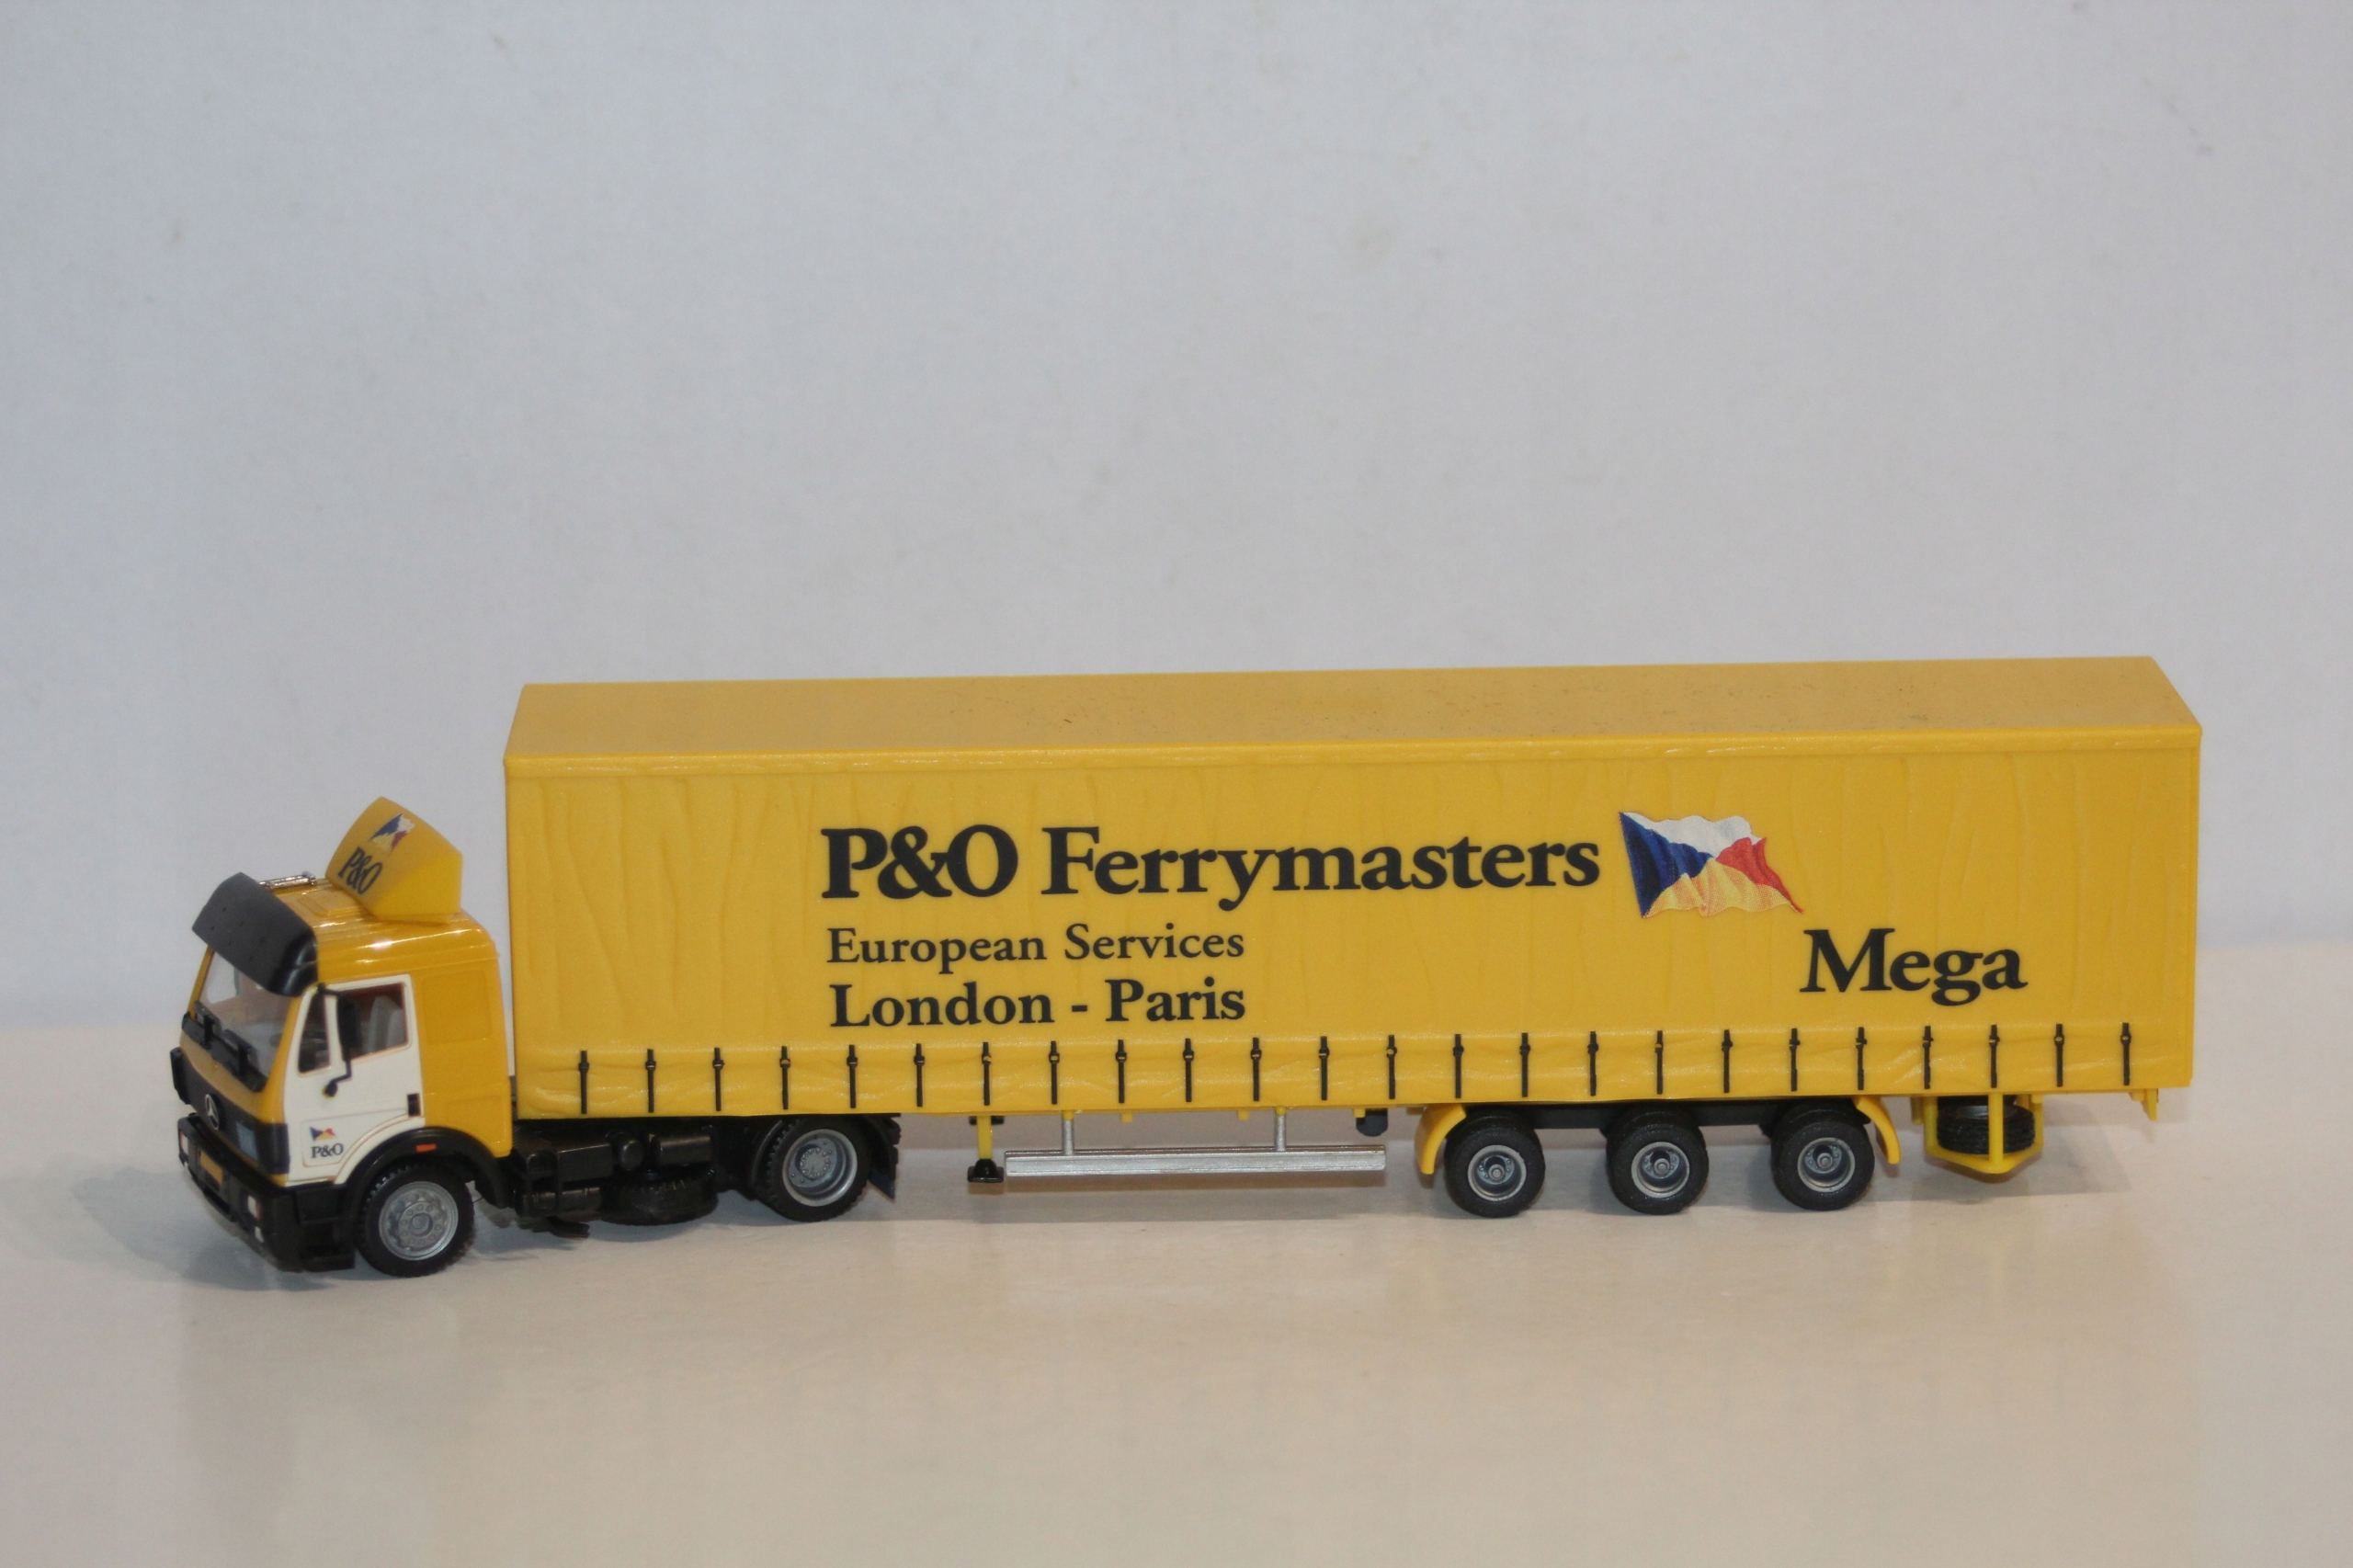 P&O
P&O Ferrymasters
European Services
London - Paris
Mega
P&O